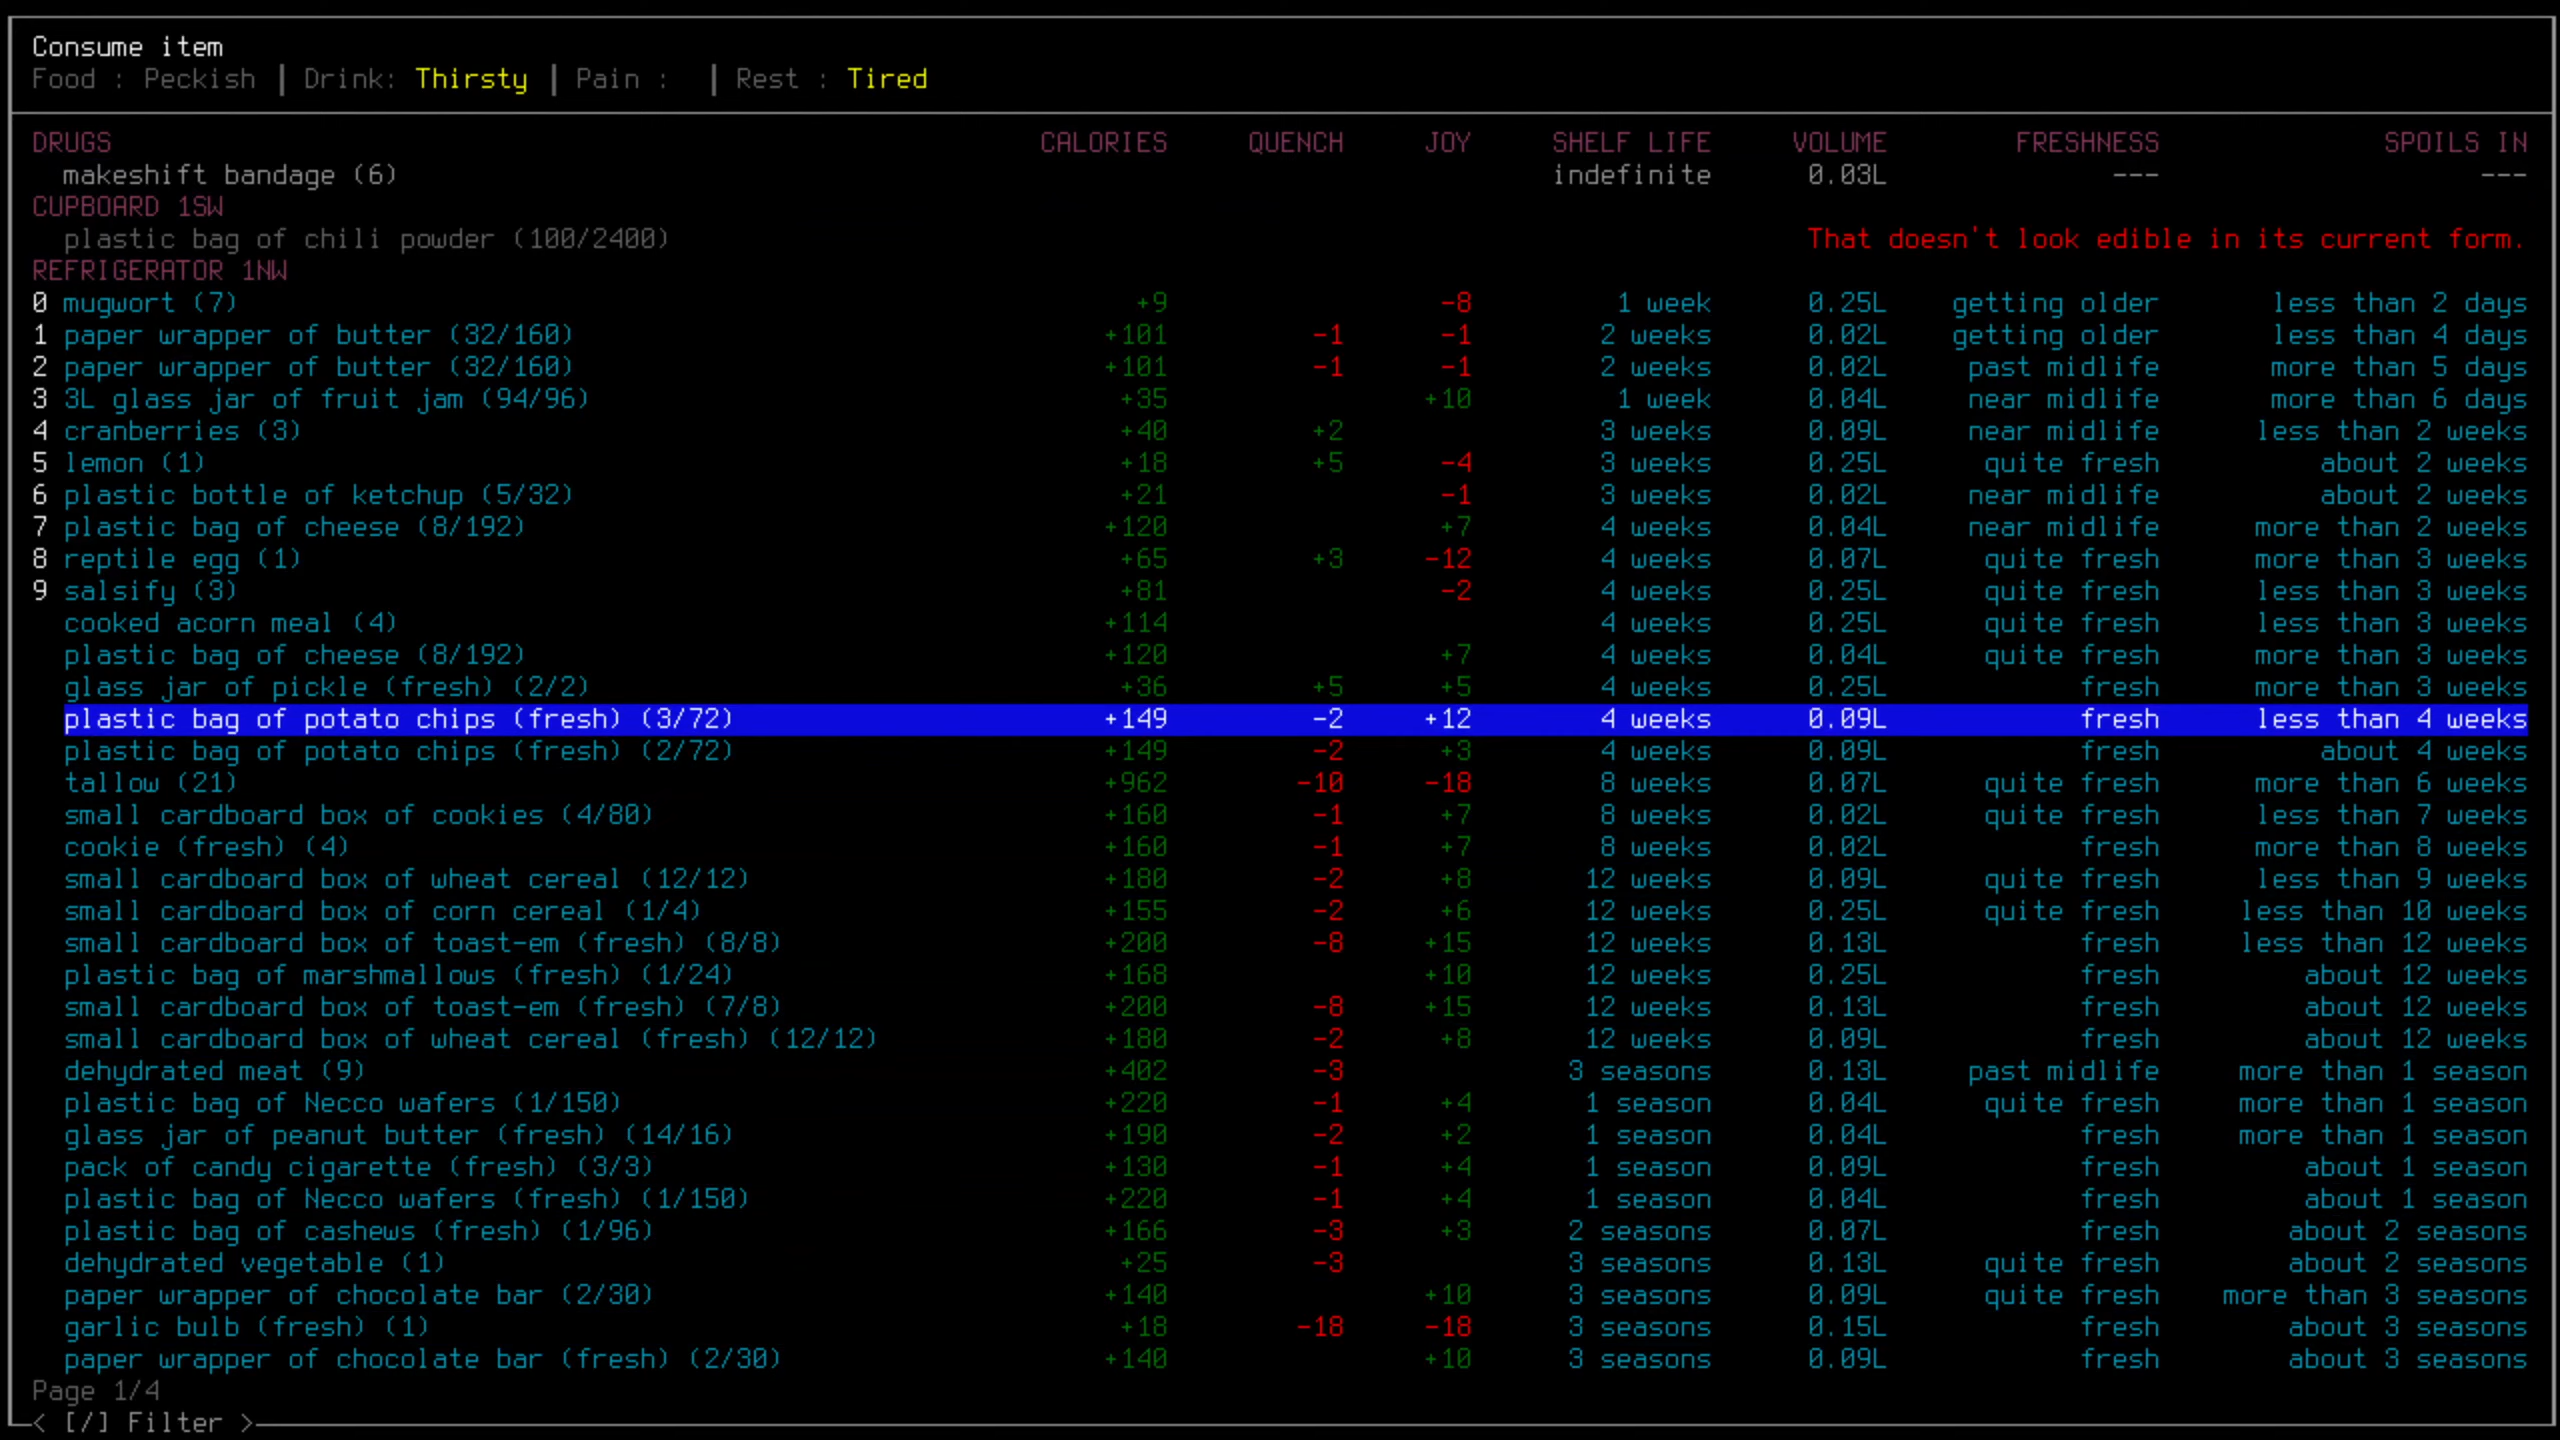 Consume item
Food : Peckish | Drink: Thirsty | Pain :  | Rest : Tired
DRUGS CALORIES QUENCH JOY SHELF LIFE VOLUME FRESHNESS SPOILS IN
makeshift bandage (6) indefinite 0.03L --- ---
CUPBOARD 1SW
plastic bag of chili powder (100/2400) That doesn't look edible in its current form.
REFRIGERATOR 1NW
0 mugwort (7) +9 -8 1 week 0.25L getting older less than 2 days
1 paper wrapper of butter (32/160) +101 -1 -1 2 weeks 0.02L getting older less than 4 days
2 paper wrapper of butter (32/160) +101 -1 -1 2 weeks 0.02L past midlife more than 5 days
3 3L glass jar of fruit jam (94/96) +35 +10 1 week 0.04L near midlife more than 6 days
4 cranberries (3) +40 +2 3 weeks 0.09L near midlife less than 2 weeks
5 lemon (1) +18 +5 -4 3 weeks 0.25L quite fresh about 2 weeks
6 plastic bottle of ketchup (5/32) +21 -1 3 weeks 0.02L near midlife about 2 weeks
7 plastic bag of cheese (8/192) +120 +7 4 weeks 0.04L near midlife more than 2 weeks
8 reptile egg (1) +65 +3 -12 4 weeks 0.07L quite fresh more than 3 weeks
9 salsify (3) +81 -2 4 weeks 0.25L quite fresh less than 3 weeks
cooked acorn meal (4) +114 4 weeks 0.25L quite fresh less than 3 weeks
plastic bag of cheese (8/192) +120 +7 4 weeks 0.04L quite fresh more than 3 weeks
glass jar of pickle (fresh) (2/2) +36 +5 +5 4 weeks 0.25L fresh more than 3 weeks
plastic bag of potato chips (fresh) (3/72) +149 -2 +12 4 weeks 0.09L fresh less than 4 weeks
plastic bag of potato chips (fresh) (2/72) +149 -2 +3 4 weeks 0.09L fresh about 4 weeks
tallow (21) +962 -10 -18 8 weeks 0.07L quite fresh more than 6 weeks
small cardboard box of cookies (4/80) +160 -1 +7 8 weeks 0.02L quite fresh less than 7 weeks
cookie (fresh) (4) +160 -1 +7 8 weeks 0.02L fresh more than 8 weeks
small cardboard box of wheat cereal (12/12) +180 -2 +8 12 weeks 0.09L quite fresh less than 9 weeks
small cardboard box of corn cereal (1/4) +155 -2 +6 12 weeks 0.25L quite fresh less than 10 weeks
small cardboard box of toast-em (fresh) (8/8) +200 -8 +15 12 weeks 0.13L fresh less than 12 weeks
plastic bag of marshmallows (fresh) (1/24) +168 +10 12 weeks 0.25L fresh about 12 weeks
small cardboard box of toast-em (fresh) (7/8) +200 -8 +15 12 weeks 0.13L fresh about 12 weeks
small cardboard box of wheat cereal (fresh) (12/12) +180 -2 +8 12 weeks 0.09L fresh about 12 weeks
dehydrated meat (9) +402 -3 3 seasons 0.13L past midlife more than 1 season
plastic bag of Necco wafers (1/150) +220 -1 +4 1 season 0.04L quite fresh more than 1 season
glass jar of peanut butter (fresh) (14/16) +190 -2 +2 1 season 0.04L fresh more than 1 season
pack of candy cigarette (fresh) (3/3) +130 -1 +4 1 season 0.09L fresh about 1 season
plastic bag of Necco wafers (fresh) (1/150) +220 -1 +4 1 season 0.04L fresh about 1 season
plastic bag of cashews (fresh) (1/96) +166 -3 +3 2 seasons 0.07L fresh about 2 seasons
dehydrated vegetable (1) +25 -3 3 seasons 0.13L quite fresh about 2 seasons
paper wrapper of chocolate bar (2/30) +140 +10 3 seasons 0.09L quite fresh more than 3 seasons
garlic bulb (fresh) (1) +18 -18 -18 3 seasons 0.15L fresh about 3 seasons
paper wrapper of chocolate bar (fresh) (2/30) +140 +10 3 seasons 0.09L fresh about 3 seasons
Page 1/4
< [/] Filter >